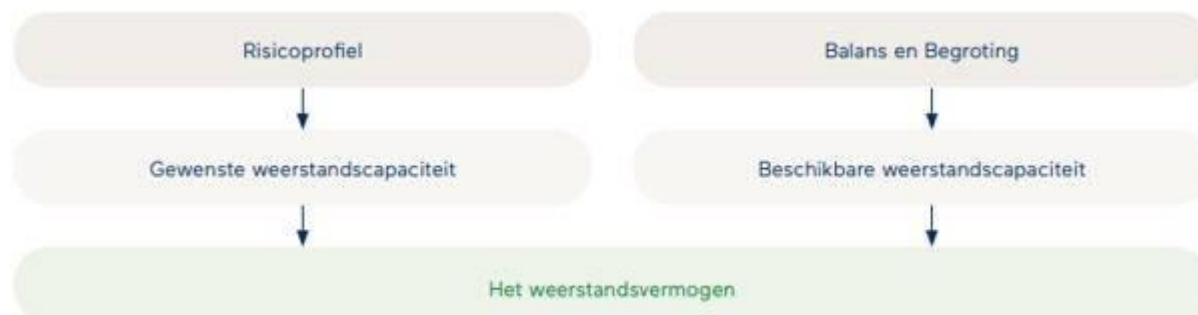 Risicoprofiel
Balans en Begroting
Gewenste weerstandscapaciteit
Beschikbare weerstandscapaciteit
Het weerstandsvermogen